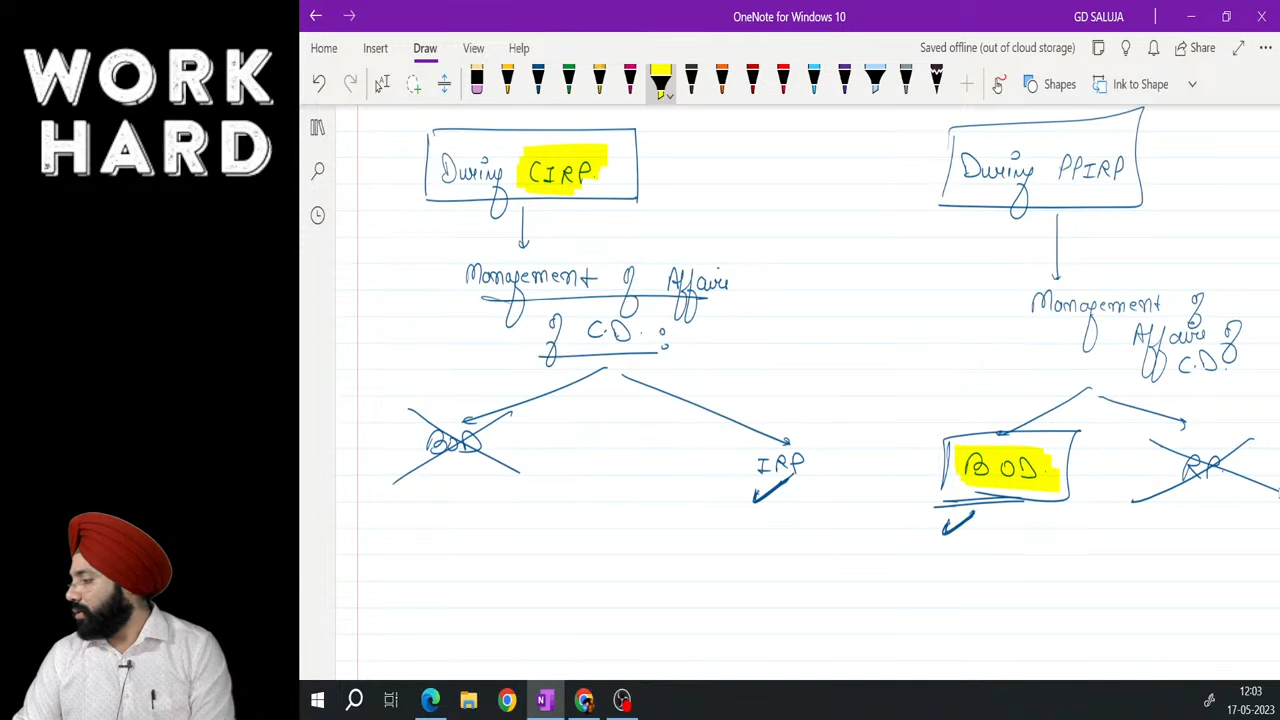 WORK
HARD
OneNote for Windows 10
GD SALUJA
Home Insert Draw View Help
Saved offline (out of cloud storage)
Share
Shapes
Ink to Shape
During CIRP.
Management of Affairs
of C.D. :
BOD
IRP
During PPIRP
Management of
Affairs of
C.D.
BOD.
RP
12:03
17-05-2023